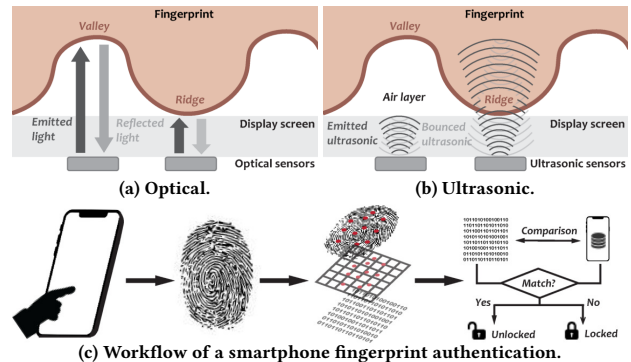 Fingerprint
Valley
Ridge
Emitted
light
Reflected
light
Display screen
Optical sensors
(a) Optical.
Fingerprint
Valley
Air layer
Ridge
Emitted
ultrasonic
Bounced
ultrasonic
Display screen
Ultrasonic sensors
(b) Ultrasonic.
Comparison
Match?
Yes
No
Unlocked
Locked
(c) Workflow of a smartphone fingerprint authentication.